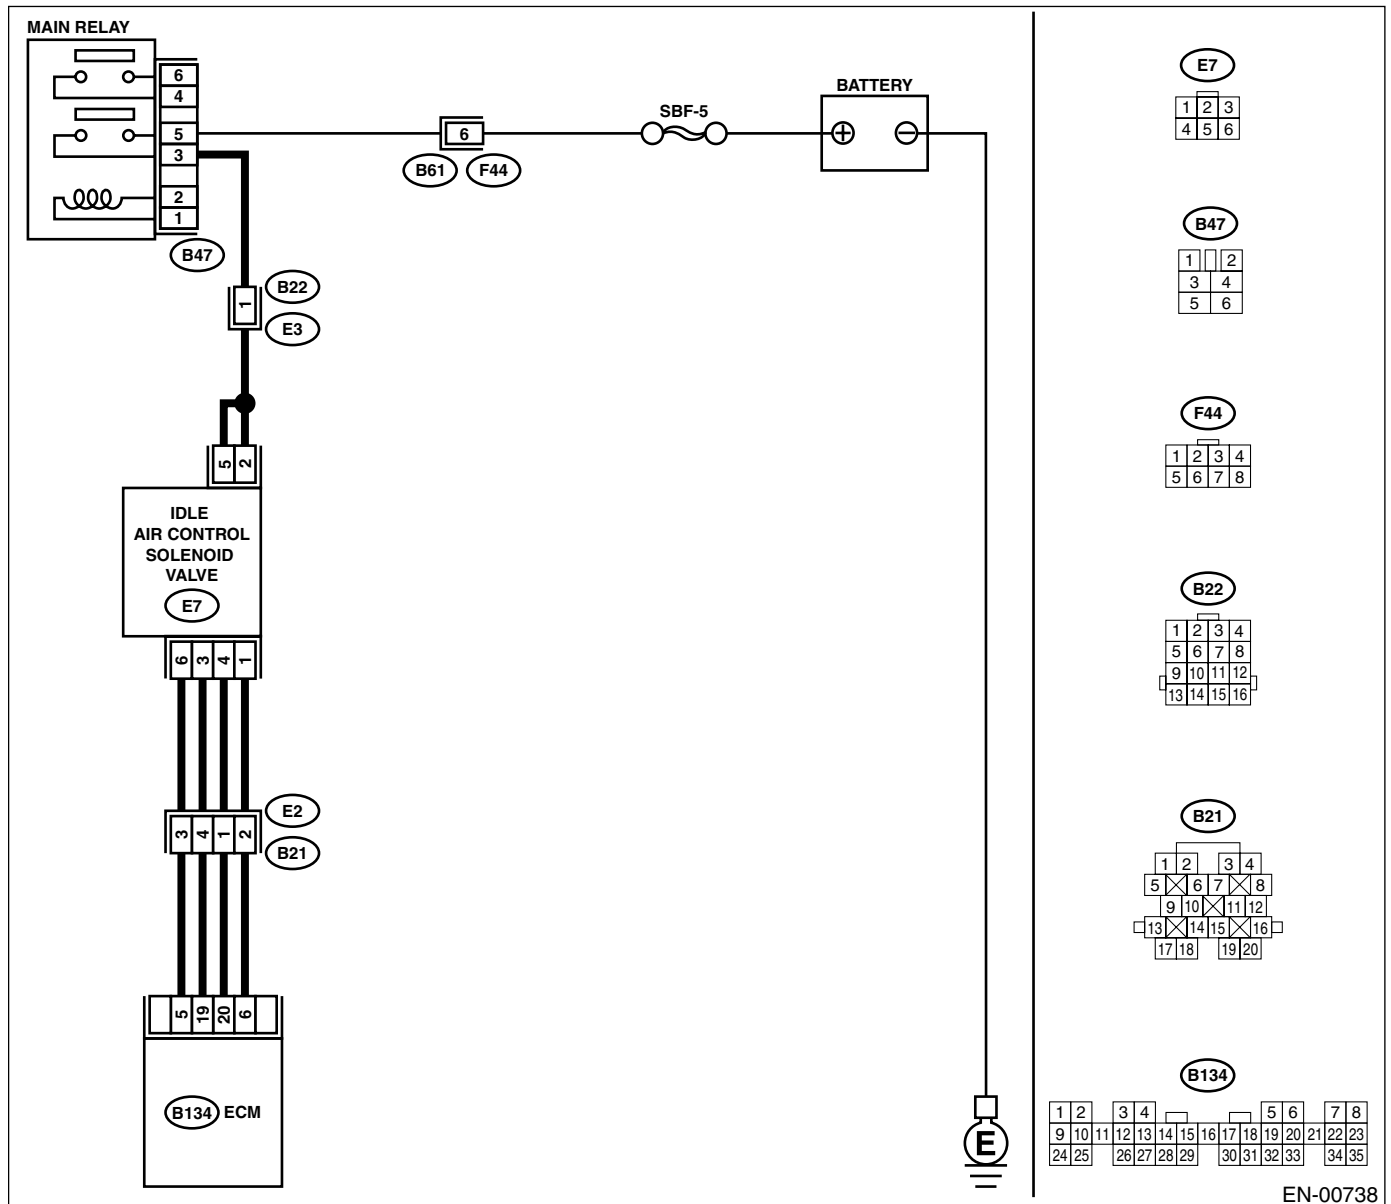 MAIN RELAY
6
4
5
3
2
1
B47
6
B61 F44
SBF-5
BATTERY
1
B22
E3
5 2
IDLE
AIR CONTROL
SOLENOID
VALVE
E7
6 3 4 1
3 4 1 2
E2
B21
5 19 20 6
B134 ECM
E
E7
1 2 3
4 5 6
B47
1 2
3 4
5 6
F44
1 2 3 4
5 6 7 8
B22
1 2 3 4
5 6 7 8
9 10 11 12
13 14 15 16
B21
1 2 3 4
5 6 7 8
9 10 11 12
13 14 15 16
17 18 19 20
B134
1 2 3 4 5 6 7 8
9 10 11 12 13 14 15 16 17 18 19 20 21 22 23
24 25 26 27 28 29 30 31 32 33 34 35
EN-00738